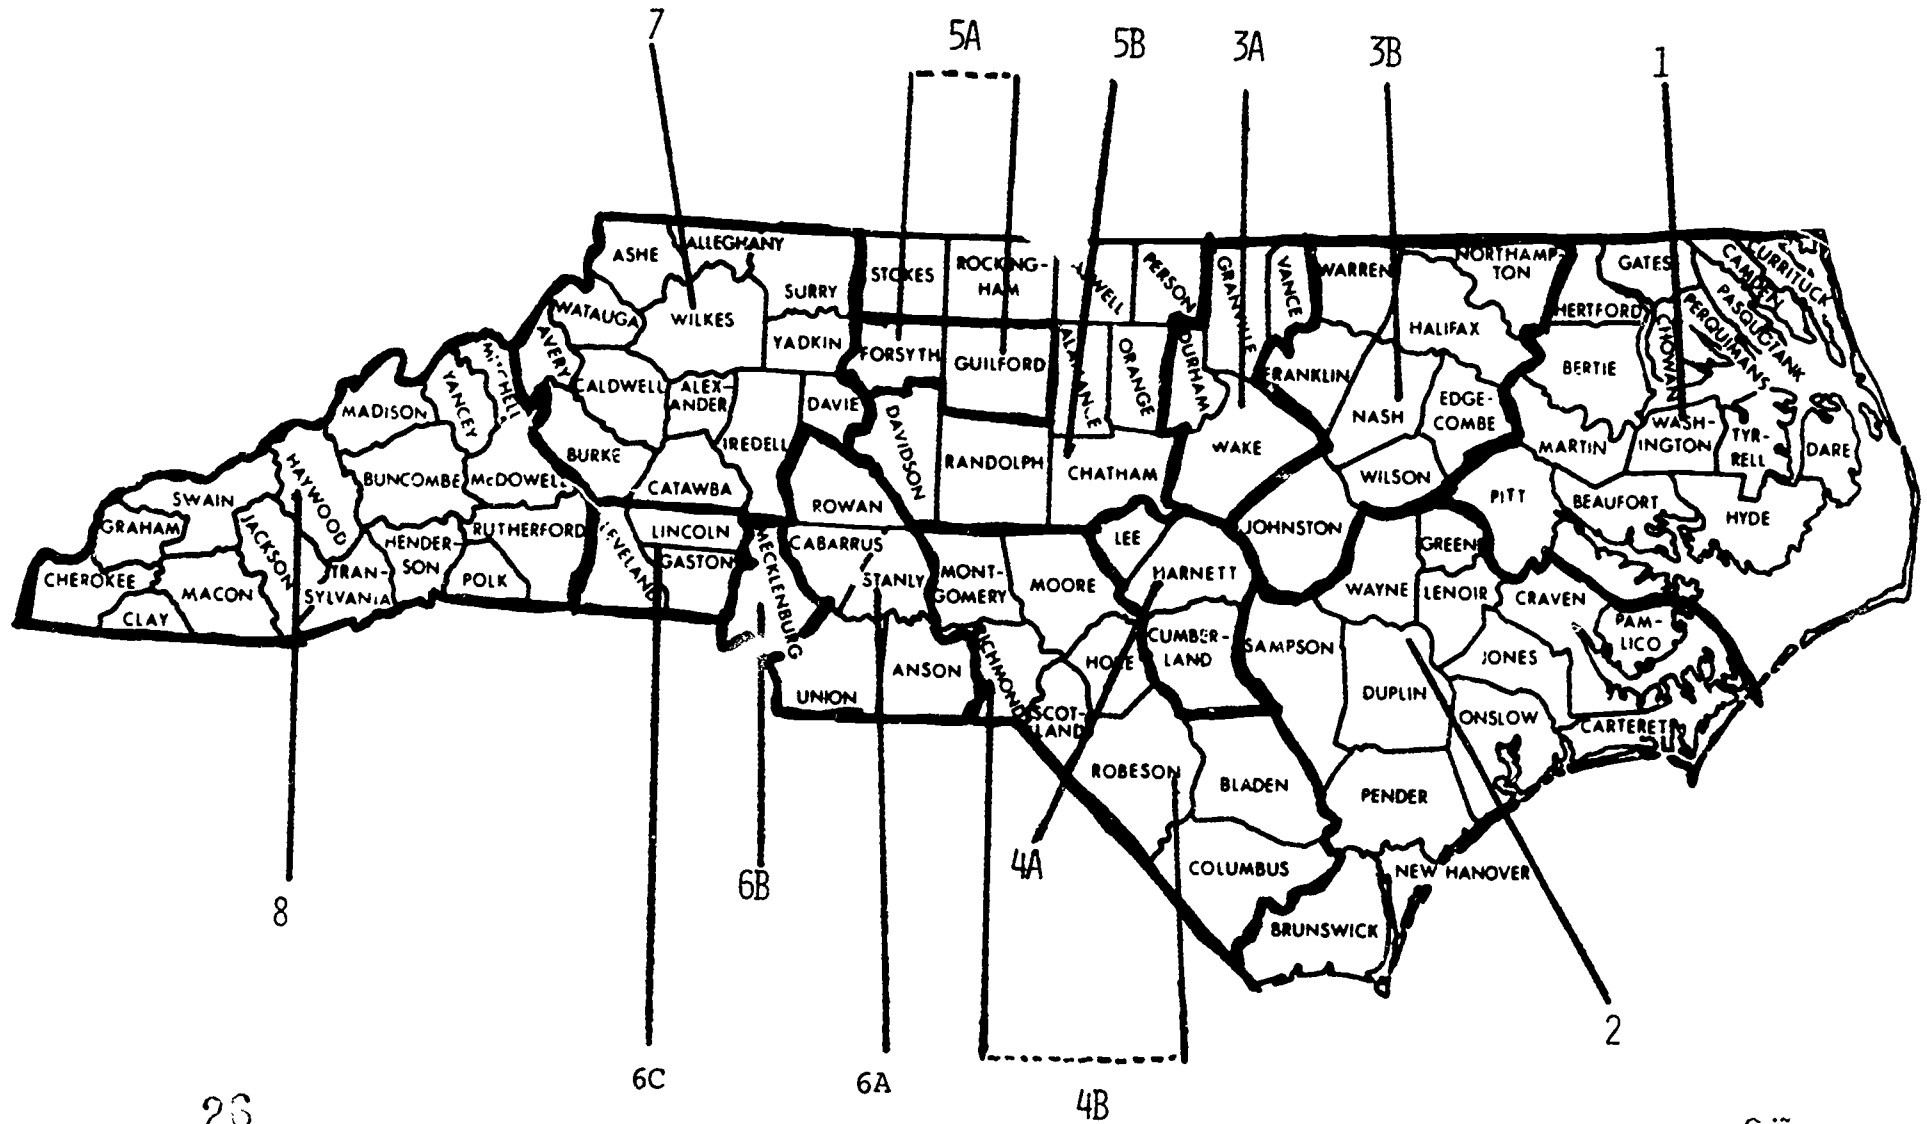 7
5A
5B
3A
3B
1
ASHE
ALLEGHANY
SURRY
STOKES
ROCKING-
HAM
PERSON
GRANVILLE
VANCE
WARREN
NORTHAMP-
TON
GATES
CAMDEN
URRITUCK
PASQUOTANK
PERQUIMANS
CHOWAN
HERTFORD
WATAUGA
WILKES
YADKIN
FORSYTH
GUILFORD
ORANGE
DURHAM
FRANKLIN
HALIFAX
BERTIE
AVERY
MITCHELL
YANCEY
MADISON
CALDWELL
ALEX-
ANDER
IREDELL
DAVIE
DAVIDSON
RANDOLPH
CHATHAM
WAKE
NASH
EDGE-
COMBE
MARTIN
WASH-
INGTON
TYR-
RELL
DARE
HAYWOOD
BUNCOMBE
McDOWELL
BURKE
CATAWBA
ROWAN
WILSON
PITT
BEAUFORT
HYDE
SWAIN
GRAHAM
JACKSON
HENDER-
SON
RUTHERFORD
LINCOLN
MECKLENBURG
CABARRUS
LEE
JOHNSTON
GREEN
CHEROKEE
MACON
TRAN-
SYLVANIA
POLK
GASTON
STANLY
MONT-
GOMERY
MOORE
HARNETT
WAYNE
LENOIR
CRAVEN
CLAY
UNION
ANSON
CUMBER-
LAND
SAMPSON
DUPLIN
JONES
PAM-
LICO
SCOT-
LAND
ONSLOW
CARTERET
ROBESON
BLADEN
PENDER
COLUMBUS
NEW HANOVER
BRUNSWICK
8
6B
4A
2
6C
6A
4B
26